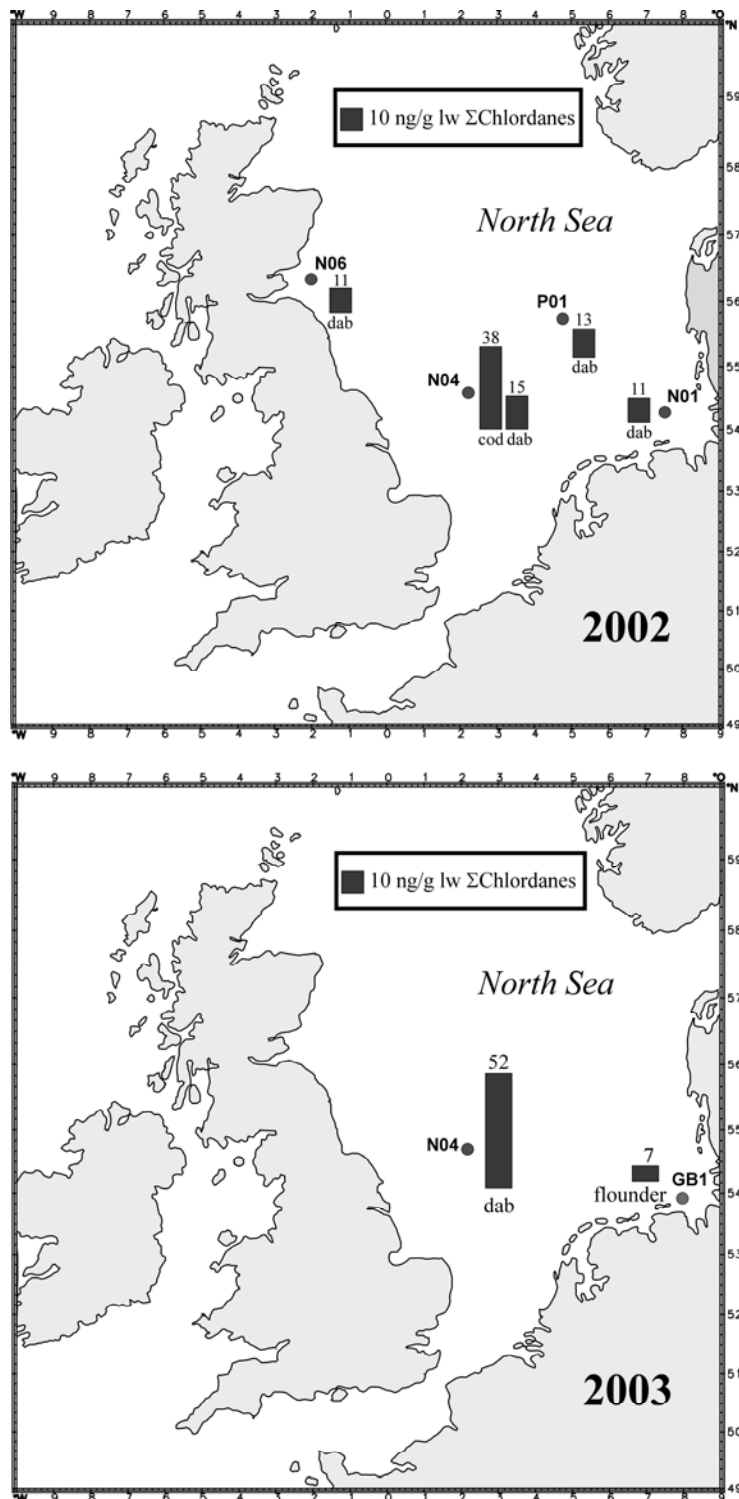 9 8 7 6 5 4 3 2 1 0 1 2 3 4 5 6 7 8 °O
°N
10 ng/g lw ΣChlordanes
59
58
North Sea
57
N06
11
dab
56
P01
13
dab
38
15
55
N04
cod dab
11
N01
dab
54
53
52
51
2002
50
49
°W 9 8 7 6 5 4 3 2 1 0 1 2 3 4 5 6 7 8 9
°W 9 8 7 6 5 4 3 2 1 0 1 2 3 4 5 6 7 8 °O
°N
10 ng/g lw ΣChlordanes
59
58
North Sea
57
56
52
55
N04
dab
7
GB1
flounder
54
53
52
51
2003
50
49
°W 9 8 7 6 5 4 3 2 1 0 1 2 3 4 5 6 7 8 9